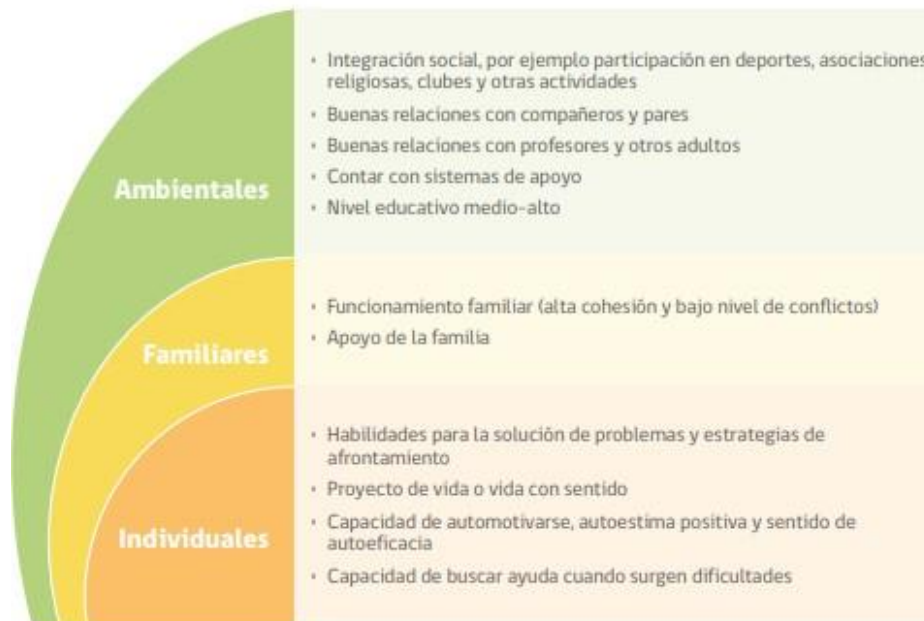 Ambientales
• Integración social, por ejemplo participación en deportes, asociaciones
religiosas, clubes y otras actividades
• Buenas relaciones con compañeros y pares
• Buenas relaciones con profesores y otros adultos
• Contar con sistemas de apoyo
• Nivel educativo medio-alto
Familiares
• Funcionamiento familiar (alta cohesión y bajo nivel de conflictos)
• Apoyo de la familia
Individuales
• Habilidades para la solución de problemas y estrategias de
afrontamiento
• Proyecto de vida o vida con sentido
• Capacidad de automotivarse, autoestima positiva y sentido de
autoeficacia
• Capacidad de buscar ayuda cuando surgen dificultades